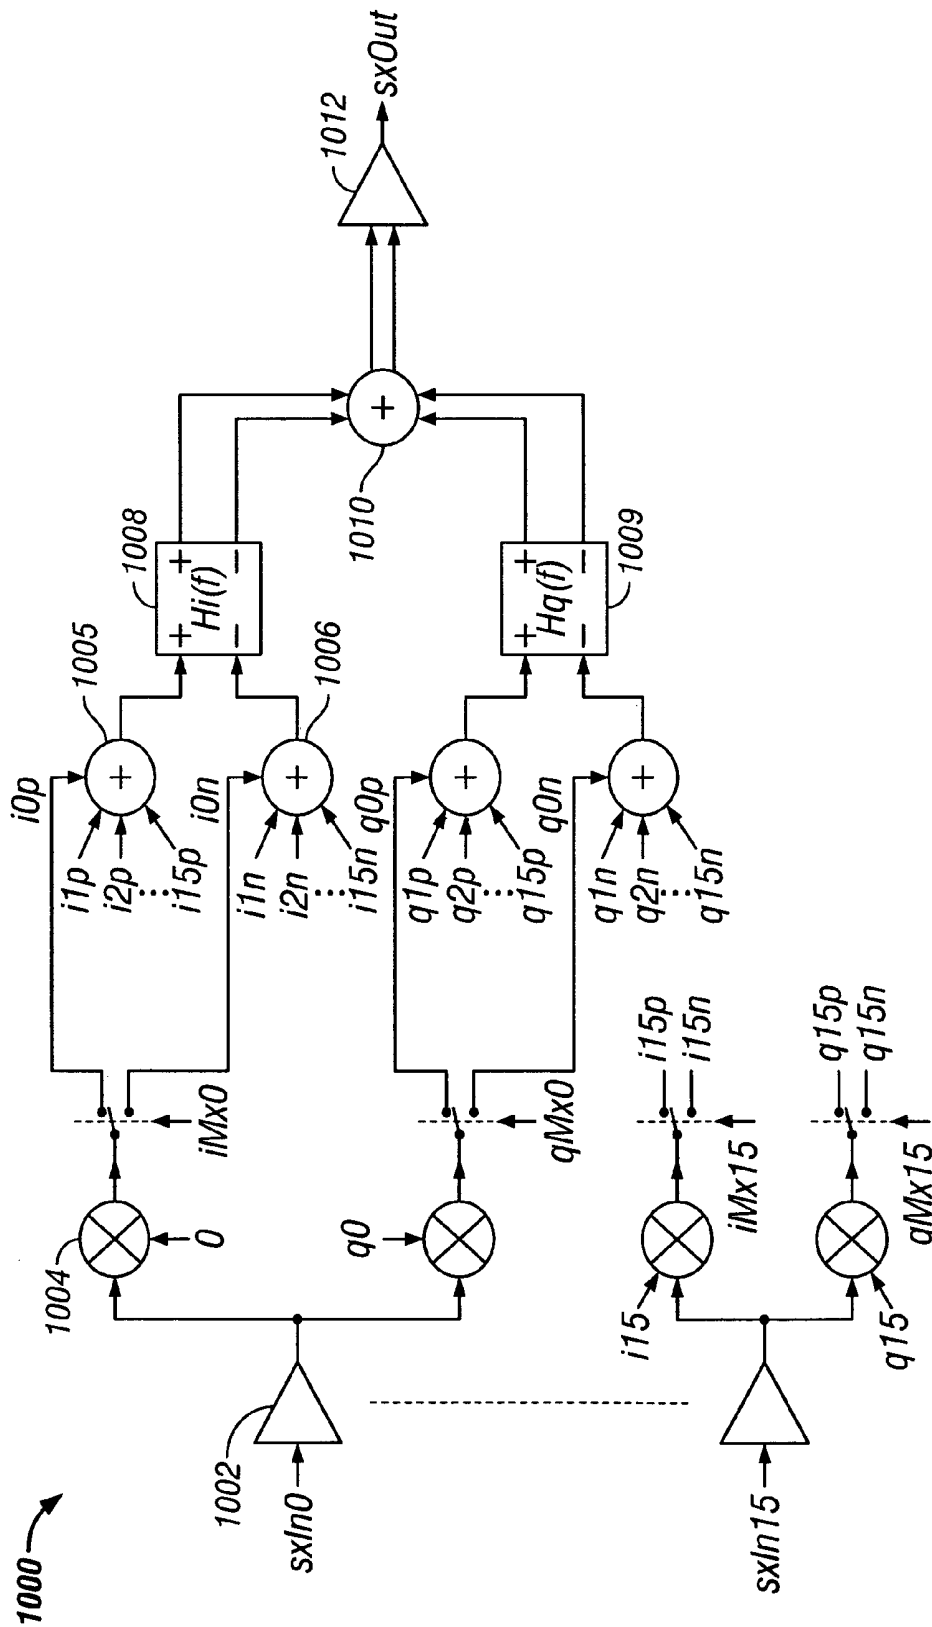 1000
sxIn0
1002
1004
0
iMx0
i0p
i1p
i2p
i15p
1005
i0n
i1n
i2n
i15n
1006
+ +
Hi(f)
− −
1008
q0
qMx0
q0p
q1p
q2p
q15p
q0n
q1n
q2n
q15n
+ +
Hq(f)
− −
1009
+
+
+
+
+
1010
1012
sxOut
sxIn15
i15
iMx15
i15p
i15n
q15
qMx15
q15p
q15n